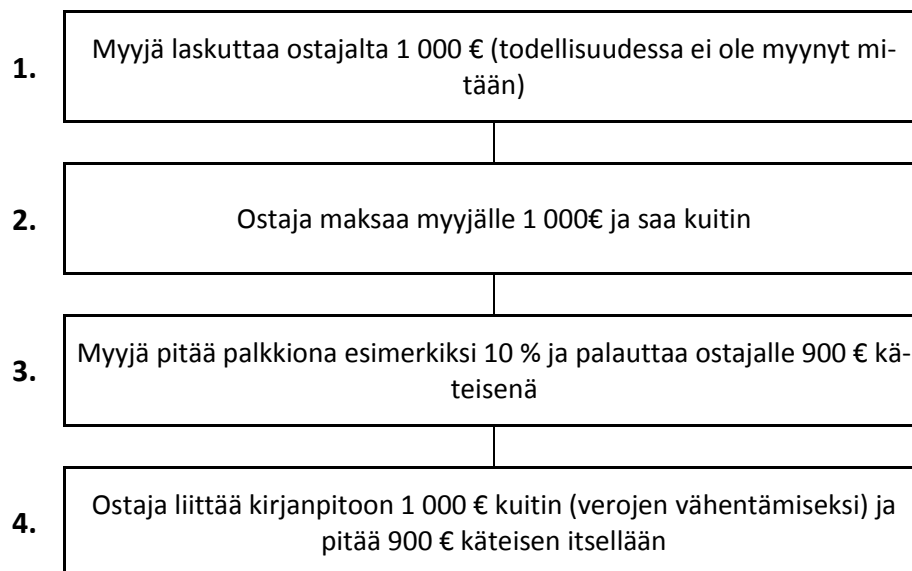 1.
Myyjä laskuttaa ostajalta 1 000 € (todellisuudessa ei ole myynyt mi-
tään)
2.
Ostaja maksaa myyjälle 1 000€ ja saa kuitin
3.
Myyjä pitää palkkiona esimerkiksi 10 % ja palauttaa ostajalle 900 € kä-
teisenä
4.
Ostaja liittää kirjanpitoon 1 000 € kuitin (verojen vähentämiseksi) ja
pitää 900 € käteisen itsellään